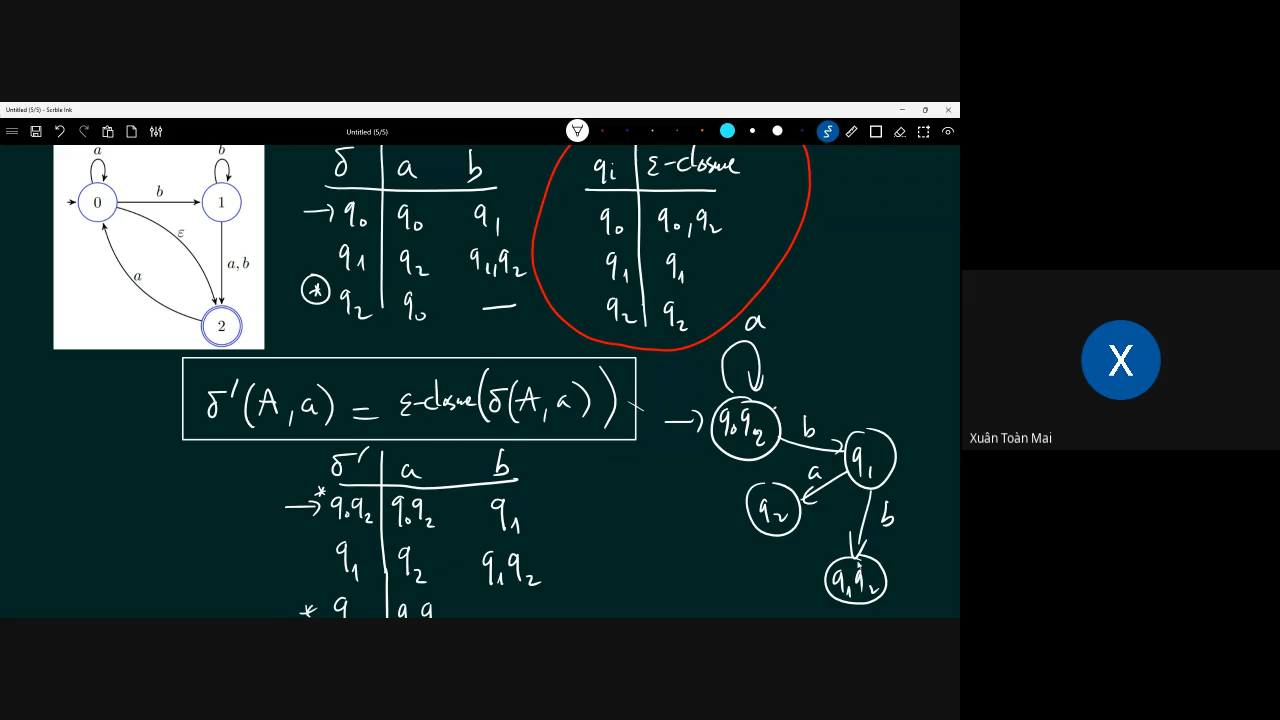 Untitled (5/5) - Scrble Ink
Untitled (5/5)
a b
0 b 1
ε
a a, b
2
δ a b
→ q₀ q₀ q₁
q₁ q₂ q₁,q₂
* q₂ q₀ —
qi ε-closure
q₀ q₀,q₂
q₁ q₁
q₂ q₂
δ'(A,a) = ε-closure(δ(A,a))
δ' a b
→ * q₀q₂ q₀q₂ q₁
q₁ q₂ q₁q₂
* q q q
a
→ q₀q₂ b q₁
a
q₂ b
q₁q₂
X
Xuân Toàn Mai